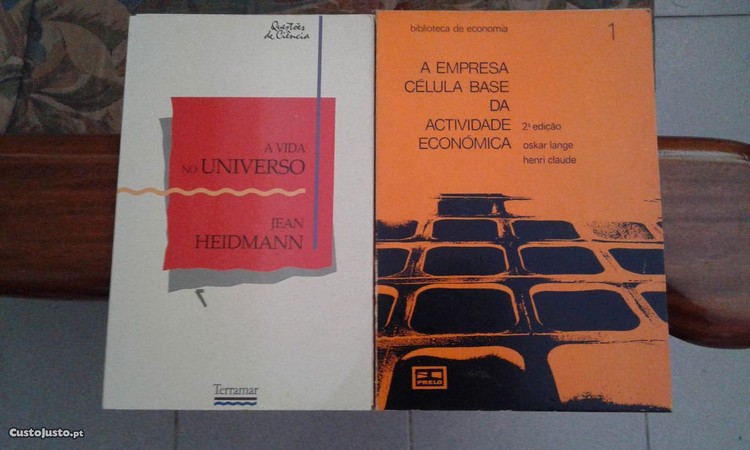 Questões
de Ciência
A VIDA
NO UNIVERSO
JEAN
HEIDMANN
Terramar
biblioteca de economia
1
A EMPRESA
CÉLULA BASE
DA
ACTIVIDADE
ECONÓMICA
2ª edição
oskar lange
henri claude
PRELO
CustoJusto.pt